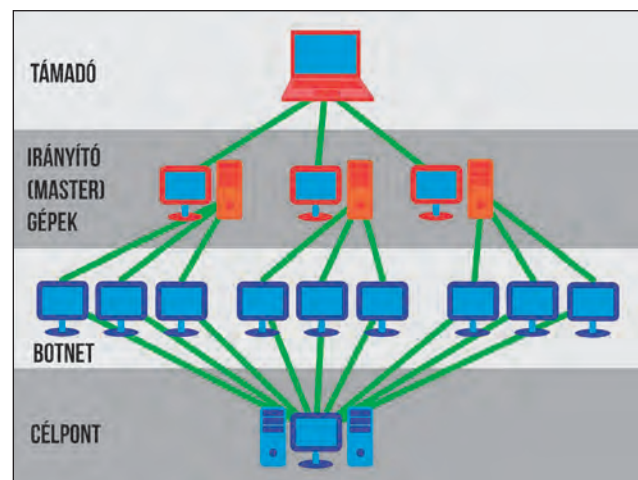 TÁMADÓ
IRÁNYÍTÓ
(MASTER)
GÉPEK
BOTNET
CÉLPONT